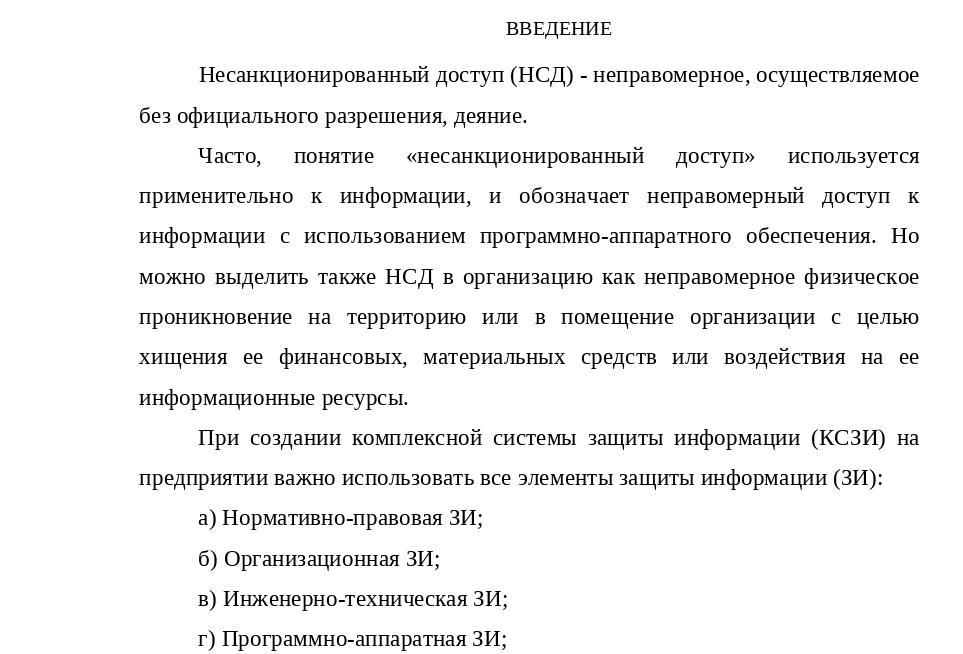 ВВЕДЕНИЕ
Несанкционированный доступ (НСД) - неправомерное, осуществляемое
без официального разрешения, деяние.
Часто, понятие «несанкционированный доступ» используется
применительно к информации, и обозначает неправомерный доступ к
информации с использованием программно-аппаратного обеспечения. Но
можно выделить также НСД в организацию как неправомерное физическое
проникновение на территорию или в помещение организации с целью
хищения ее финансовых, материальных средств или воздействия на ее
информационные ресурсы.
При создании комплексной системы защиты информации (КСЗИ) на
предприятии важно использовать все элементы защиты информации (ЗИ):
а) Нормативно-правовая ЗИ;
б) Организационная ЗИ;
в) Инженерно-техническая ЗИ;
г) Программно-аппаратная ЗИ;